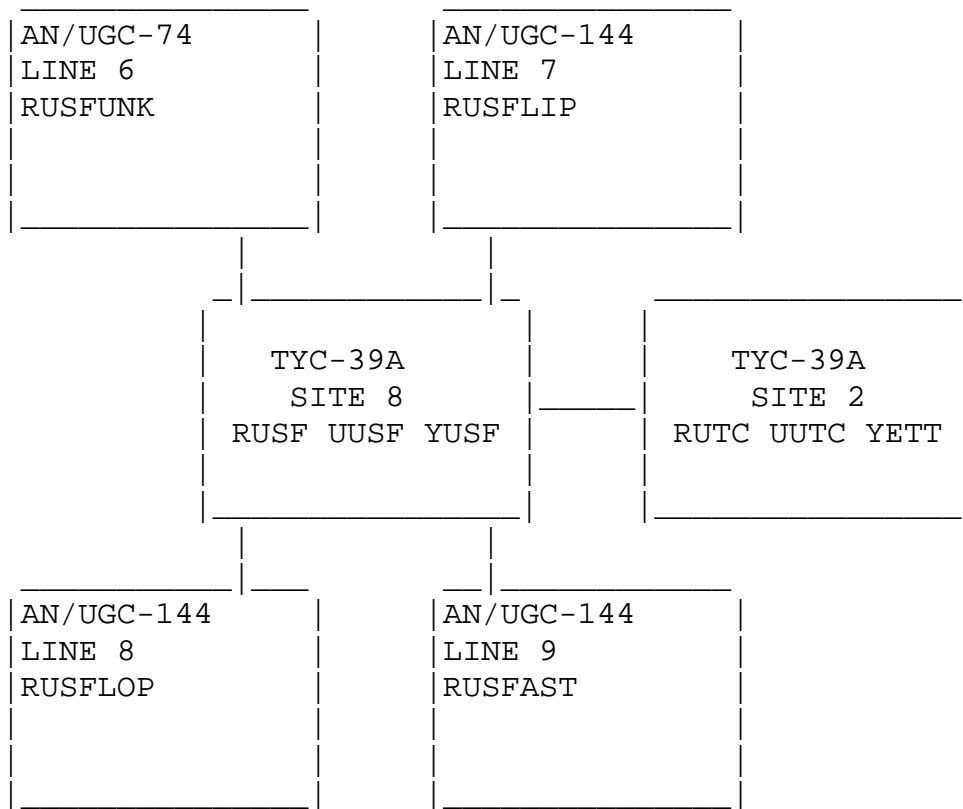 AN/UGC-74
LINE 6
RUSFUNK
AN/UGC-144
LINE 7
RUSFLIP
TYC-39A
SITE 8
RUSF UUSF YUSF
TYC-39A
SITE 2
RUTC UUTC YETT
AN/UGC-144
LINE 8
RUSFLOP
AN/UGC-144
LINE 9
RUSFAST